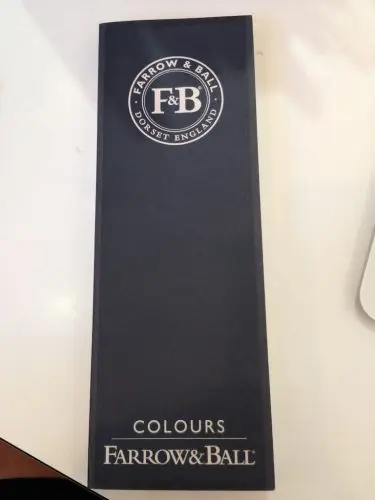 FARROW & BALL
F&B®
DORSET ENGLAND
COLOURS
FARROW&BALL